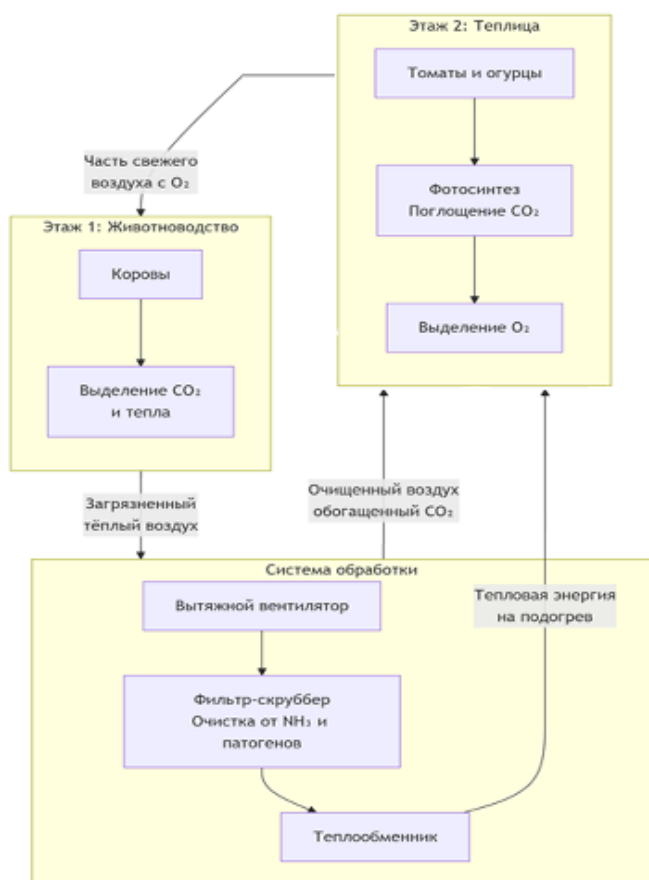 Этаж 2: Теплица
Томаты и огурцы
Часть свежего
воздуха с O₂
Фотосинтез
Поглощение CO₂
Этаж 1: Животноводство
Коровы
Выделение O₂
Выделение CO₂
и тепла
Загрязненный
тёплый воздух
Очищенный воздух
обогащенный CO₂
Система обработки
Вытяжной вентилятор
Тепловая энергия
на подогрев
Фильтр-скруббер
Очистка от NH₃ и
патогенов
Теплообменник